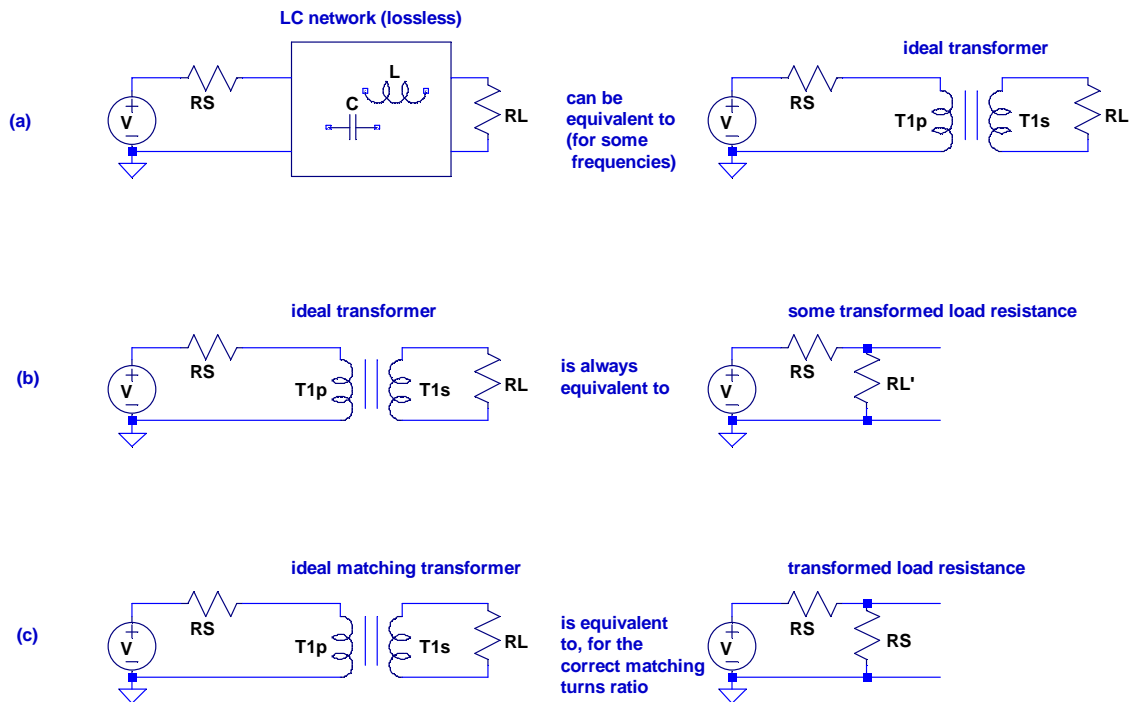 LC network (lossless)
ideal transformer
(a)
V
RS
L
C
RL
can be
equivalent to
(for some
frequencies)
V
RS
T1p
T1s
RL
ideal transformer
some transformed load resistance
(b)
V
RS
T1p
T1s
RL
is always
equivalent to
V
RS
RL'
ideal matching transformer
transformed load resistance
(c)
V
RS
T1p
T1s
RL
is equivalent
to, for the
correct matching
turns ratio
V
RS
RS